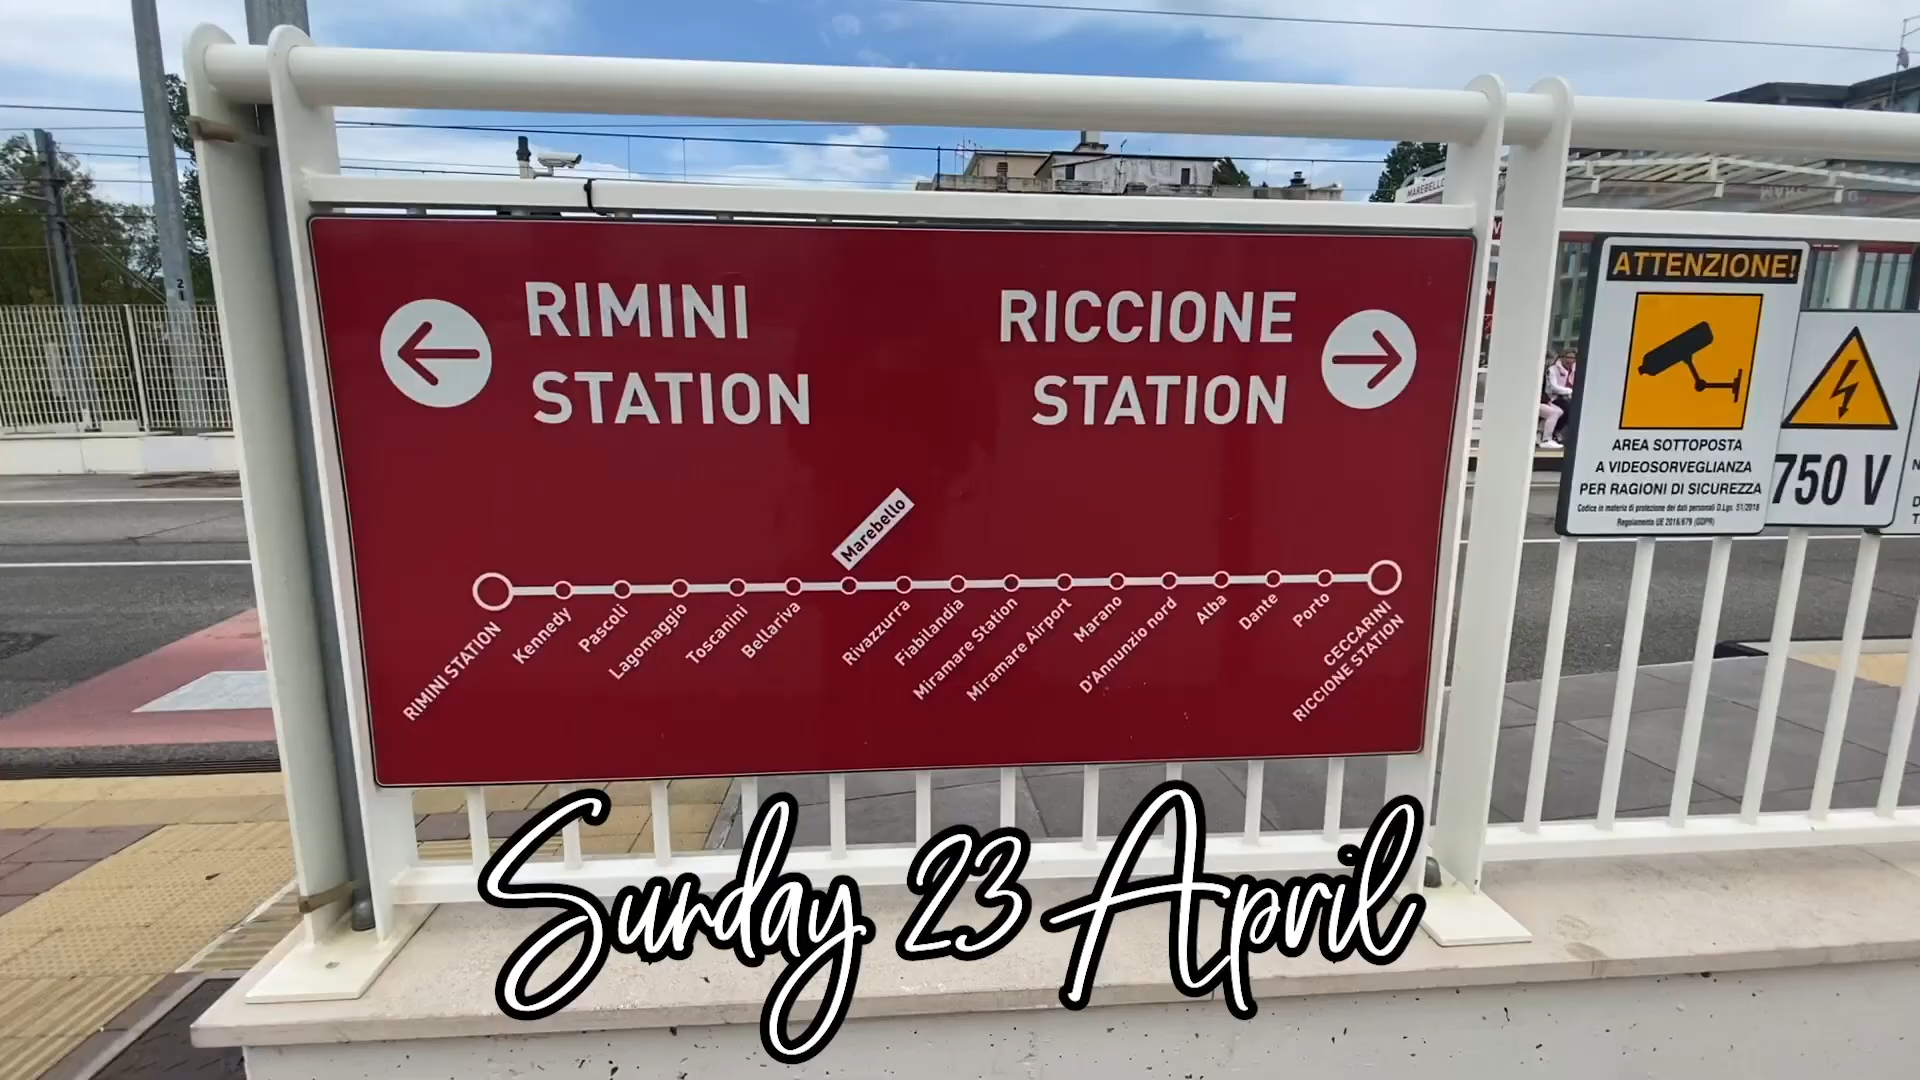 RIMINI
STATION
RICCIONE
STATION
Marebello
RIMINI STATION
Kennedy
Pascoli
Lagomaggio
Toscanini
Bellariva
Rivazzurra
Fiabilandia
Miramare Station
Miramare Airport
Marano
D'Annunzio nord
Alba
Dante
Porto
CECCARINI
RICCIONE STATION
MAREBELLO
ATTENZIONE!
AREA SOTTOPOSTA
A VIDEOSORVEGLIANZA
PER RAGIONI DI SICUREZZA
Codice in materia di protezione dei dati personali D.Lgs. 51/2018
Regolamento UE 2016/679 (GDPR)
750 V
Sunday 23 April